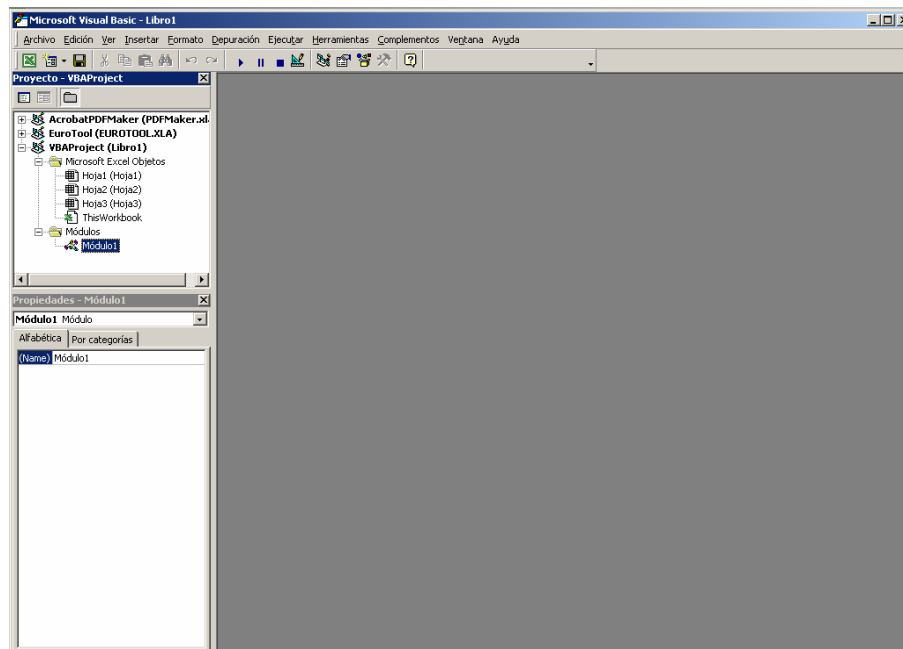 Microsoft Visual Basic - Libro1
Archivo Edición Ver Insertar Formato Depuración Ejecutar Herramientas Complementos Ventana Ayuda
Proyecto - VBAProject
AcrobatPDFMaker (PDFMaker.xl
EuroTool (EUROTOOL.XLA)
VBAProject (Libro1)
Microsoft Excel Objetos
Hoja1 (Hoja1)
Hoja2 (Hoja2)
Hoja3 (Hoja3)
ThisWorkbook
Módulos
Módulo1
Propiedades - Módulo1
Módulo1 Módulo
Alfabética Por categorías
(Name) Módulo1